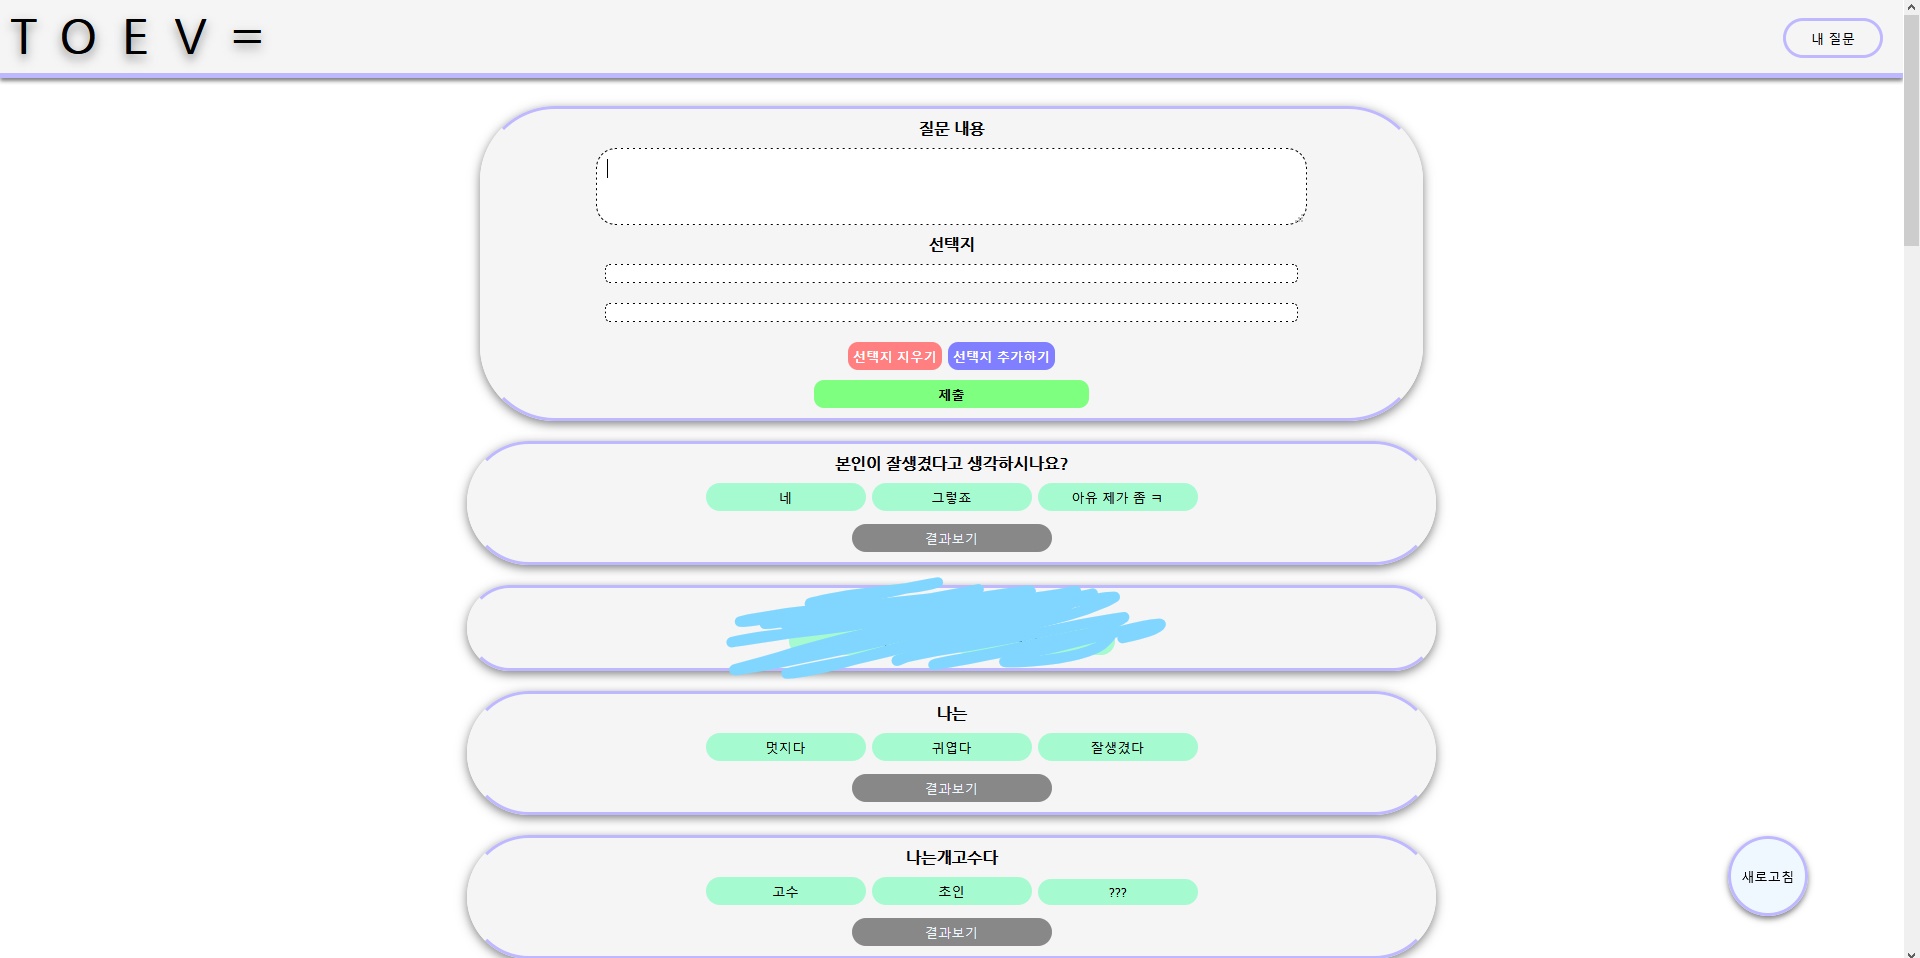 T O E V =
내 질문
질문 내용
선택지
선택지 지우기 선택지 추가하기
제출
본인이 잘생겼다고 생각하시나요?
네 그렇죠 아유 제가 좀 ㅋ
결과보기
나는
멋지다 귀엽다 잘생겼다
결과보기
나는개고수다
고수 초인 ???
결과보기
새로고침